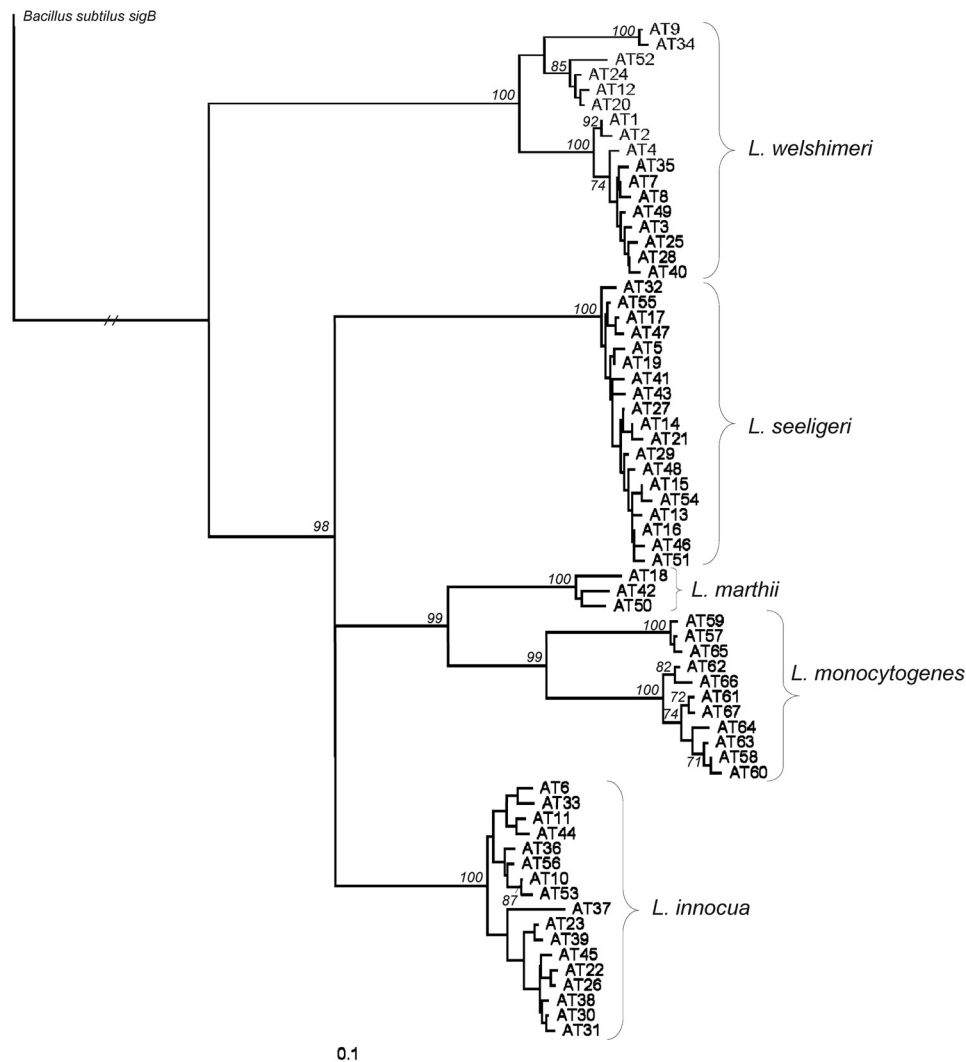 Bacillus subtilus sigB
100
AT9
AT34
85
AT52
AT24
AT12
AT20
100
92
AT1
AT2
100
AT4
74
AT35
AT7
AT8
AT49
AT3
AT25
AT28
AT40
L. welshimeri
100
AT32
AT55
AT17
AT47
AT5
AT19
AT41
AT43
AT27
AT14
AT21
AT29
AT48
AT15
AT54
AT13
AT16
AT46
AT51
L. seeligeri
//
98
100
AT18
AT42
AT50
L. marthii
99
100
AT59
AT57
AT65
99
82
AT62
AT66
100
72
AT61
AT67
74
AT64
AT63
71
AT58
AT60
L. monocytogenes
AT6
AT33
AT11
AT44
AT36
AT56
100
AT10
AT53
87
AT37
AT23
AT39
AT45
AT22
AT26
AT38
AT30
AT31
L. innocua
0.1